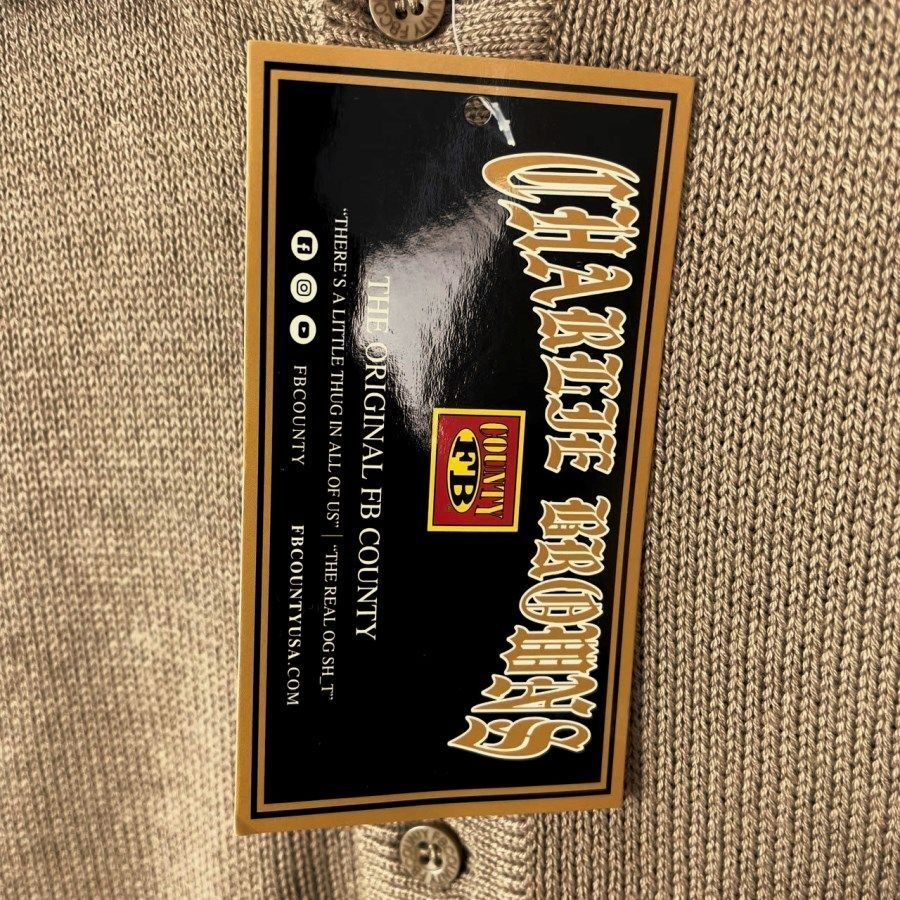 CHARLIE BROWNS
COUNTY
FB
THE ORIGINAL FB COUNTY
"THERE'S A LITTLE THUG IN ALL OF US" | "THE REAL OG SH_T"
FBCOUNTY FBCOUNTYUSA.COM